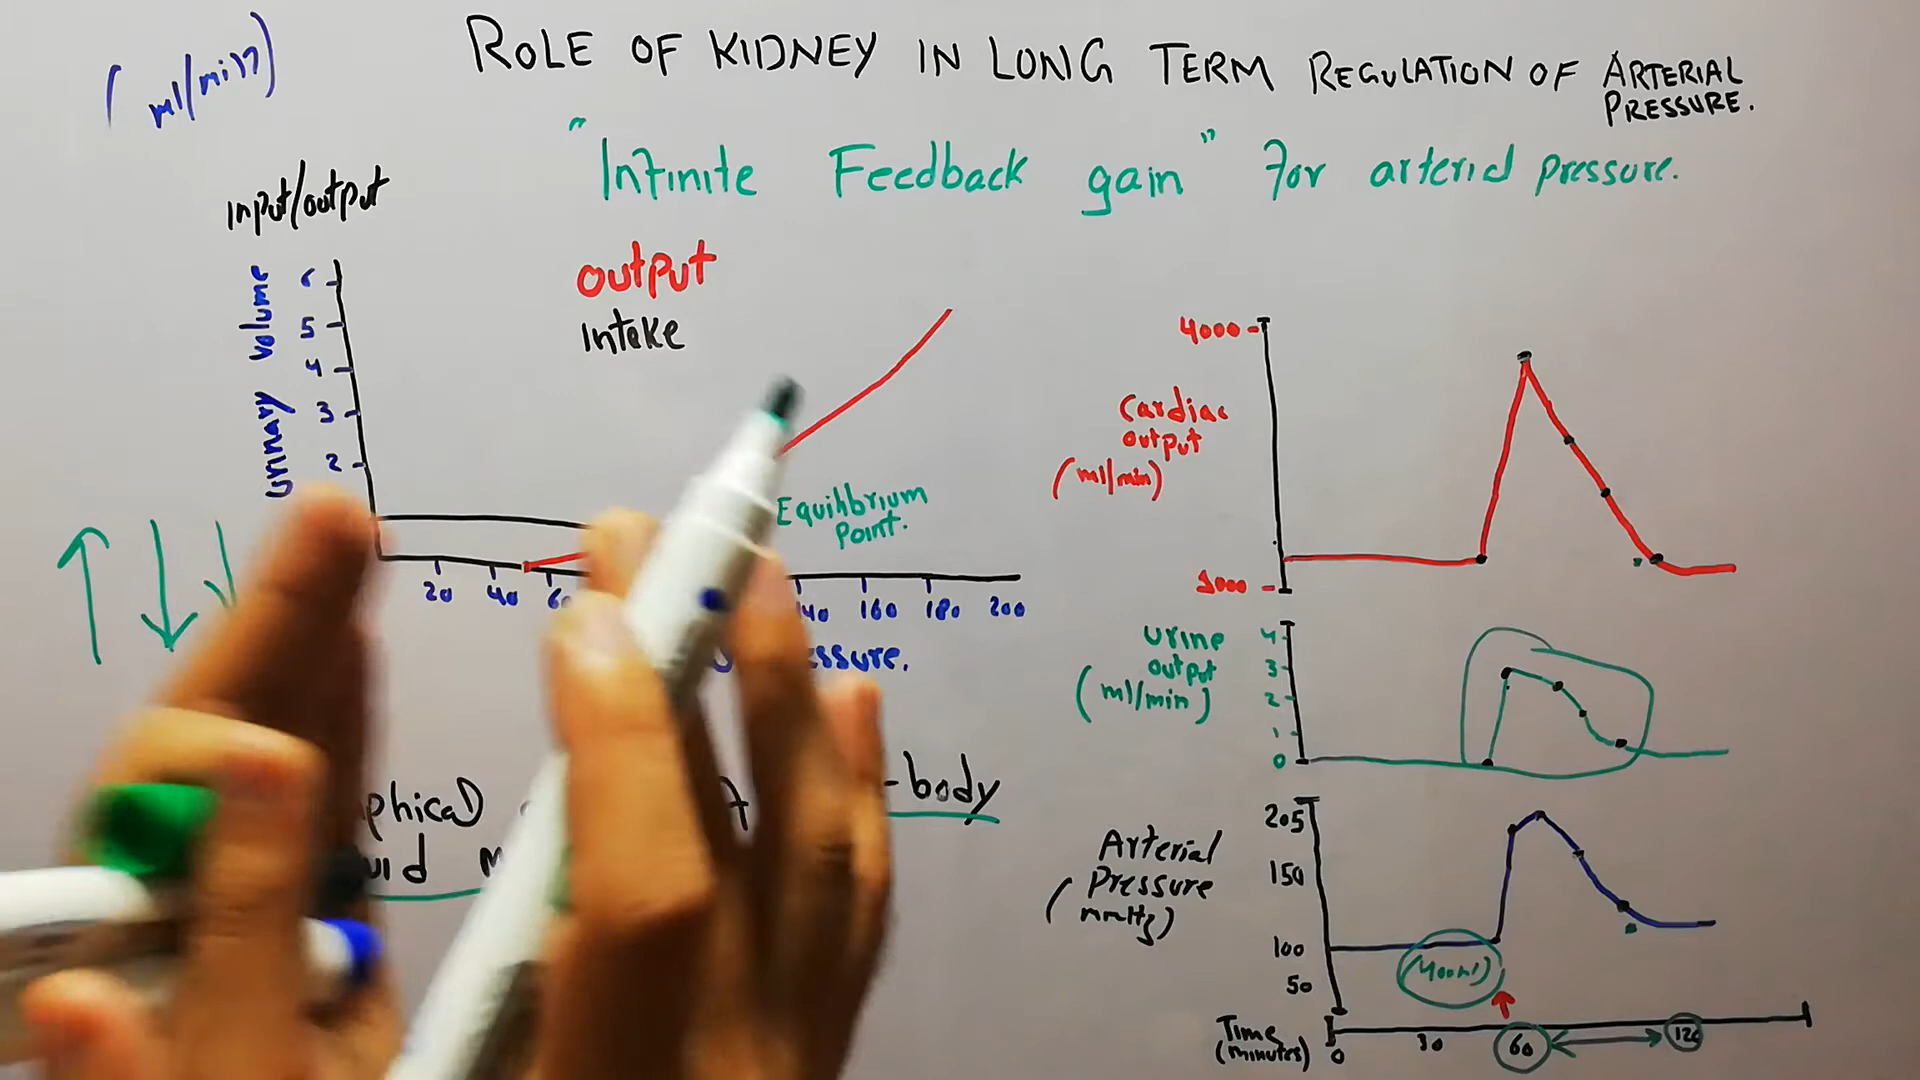 ROLE OF KIDNEY IN LONG TERM REGULATION OF ARTERIAL
PRESSURE.
(ml/min)
"Infinite Feedback gain" For arterial pressure.
Input/output
output
Intake
urinary volume
6
5
4
3
2
Equilibrium
Point.
20 40 60 160 180 200
-body
4000
Cardiac
output
(ml/min)
1000
Urine
output
(ml/min)
4
3
2
1
0
Arterial
Pressure
(mmHg)
205
150
100
50
(400ml)
Time
(minutes)
0 30 60 120